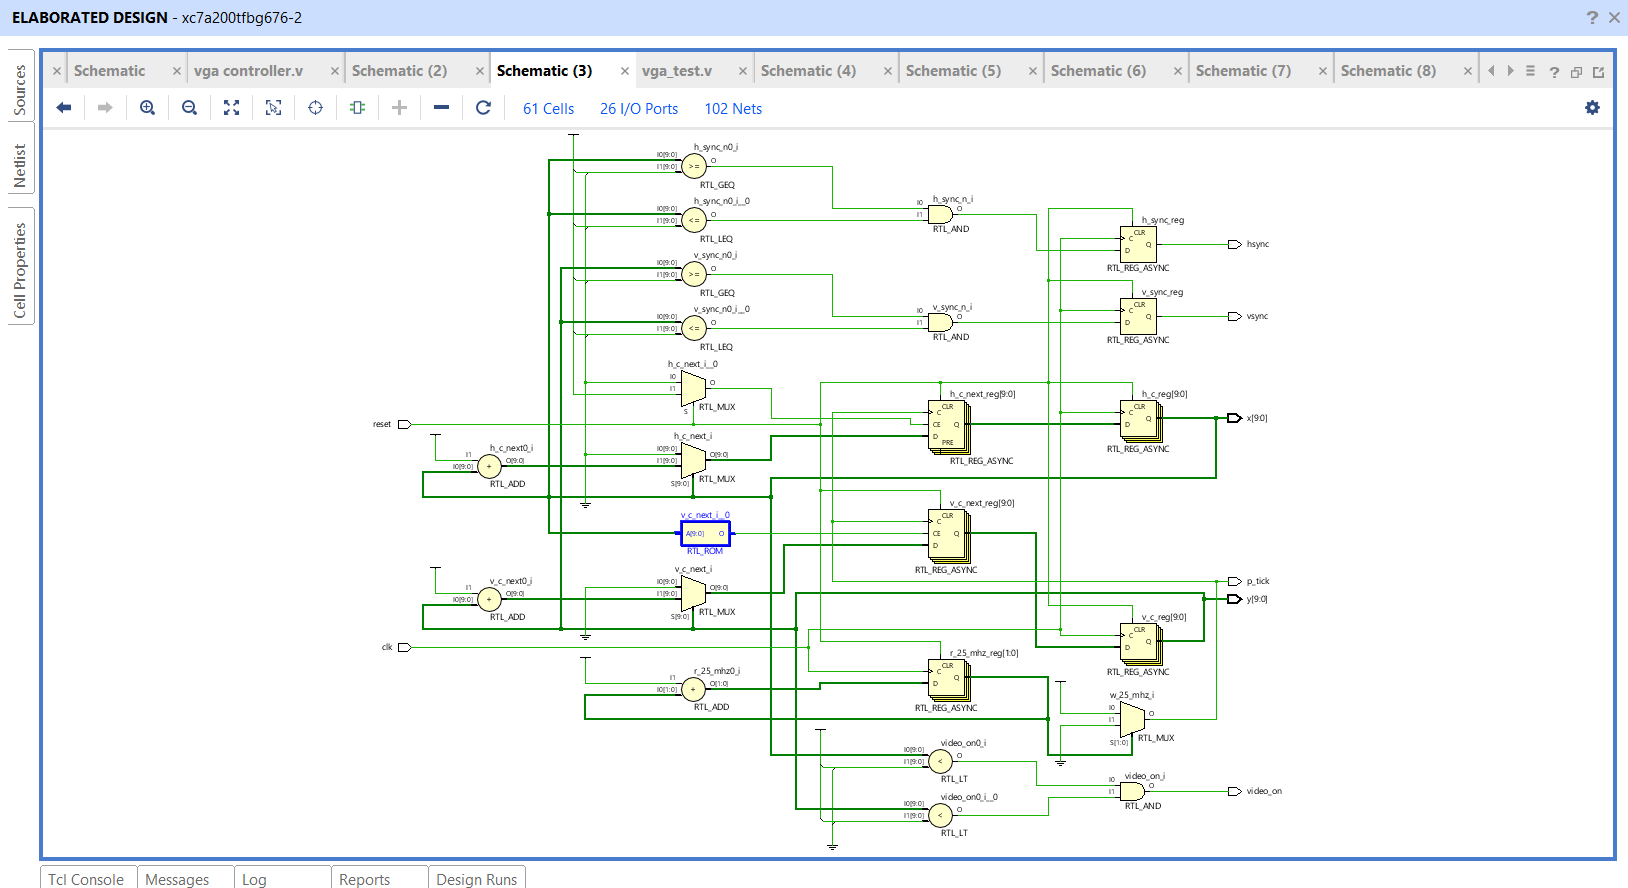 ELABORATED DESIGN - xc7a200tfbg676-2
Sources
Netlist
Cell Properties
Schematic
vga controller.v
Schematic (2)
Schematic (3)
vga_test.v
Schematic (4)
Schematic (5)
Schematic (6)
Schematic (7)
Schematic (8)
61 Cells
26 I/O Ports
102 Nets
h_sync_n0_i
I0[9:0]
I1[9:0]
>=
O
RTL_GEQ
h_sync_n0_i__0
I0[9:0]
I1[9:0]
<=
O
RTL_LEQ
v_sync_n0_i
I0[9:0]
I1[9:0]
>=
O
RTL_GEQ
v_sync_n0_i__0
I0[9:0]
I1[9:0]
<=
O
RTL_LEQ
h_sync_n_i
I0
I1
O
RTL_AND
v_sync_n_i
I0
I1
O
RTL_AND
h_sync_reg
CLR
C
D
Q
RTL_REG_ASYNC
hsync
v_sync_reg
CLR
C
D
Q
RTL_REG_ASYNC
vsync
h_c_next_i__0
I0
I1
O
S
RTL_MUX
reset
h_c_next_i
I0[9:0]
I1[9:0]
O[9:0]
S[9:0]
RTL_MUX
h_c_next0_i
I1
I0[9:0]
+
O[9:0]
RTL_ADD
h_c_next_reg[9:0]
CLR
C
CE
D
Q
PRE
RTL_REG_ASYNC
h_c_reg[9:0]
CLR
C
D
Q
RTL_REG_ASYNC
x[9:0]
v_c_next_i__0
A[9:0]
O
RTL_ROM
v_c_next_reg[9:0]
CLR
C
CE
D
Q
RTL_REG_ASYNC
v_c_next_i
I0[9:0]
I1[9:0]
O[9:0]
S[9:0]
RTL_MUX
v_c_next0_i
I1
I0[9:0]
+
O[9:0]
RTL_ADD
p_tick
y[9:0]
v_c_reg[9:0]
CLR
C
D
Q
RTL_REG_ASYNC
clk
r_25_mhz0_i
I1
I0[1:0]
+
O[1:0]
RTL_ADD
r_25_mhz_reg[1:0]
CLR
C
D
Q
RTL_REG_ASYNC
w_25_mhz_i
I0
I1
O
S[1:0]
RTL_MUX
video_on0_i
I0[9:0]
I1[9:0]
<
O
RTL_LT
video_on0_i__0
I0[9:0]
I1[9:0]
<
O
RTL_LT
video_on_i
I0
I1
O
RTL_AND
video_on
Tcl Console
Messages
Log
Reports
Design Runs